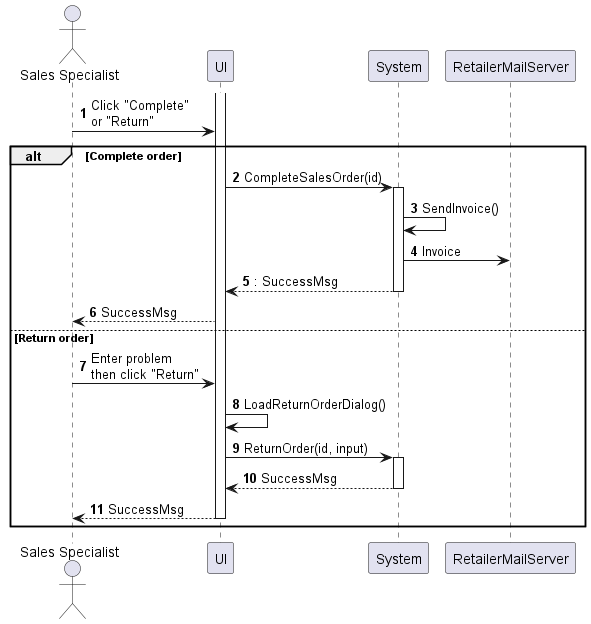 Sales Specialist
UI
System
RetailerMailServer
1 Click "Complete"
or "Return"
alt [Complete order]
2 CompleteSalesOrder(id)
3 SendInvoice()
4 Invoice
5 : SuccessMsg
6 SuccessMsg
[Return order]
7 Enter problem
then click "Return"
8 LoadReturnOrderDialog()
9 ReturnOrder(id, input)
10 SuccessMsg
11 SuccessMsg
Sales Specialist
UI
System
RetailerMailServer